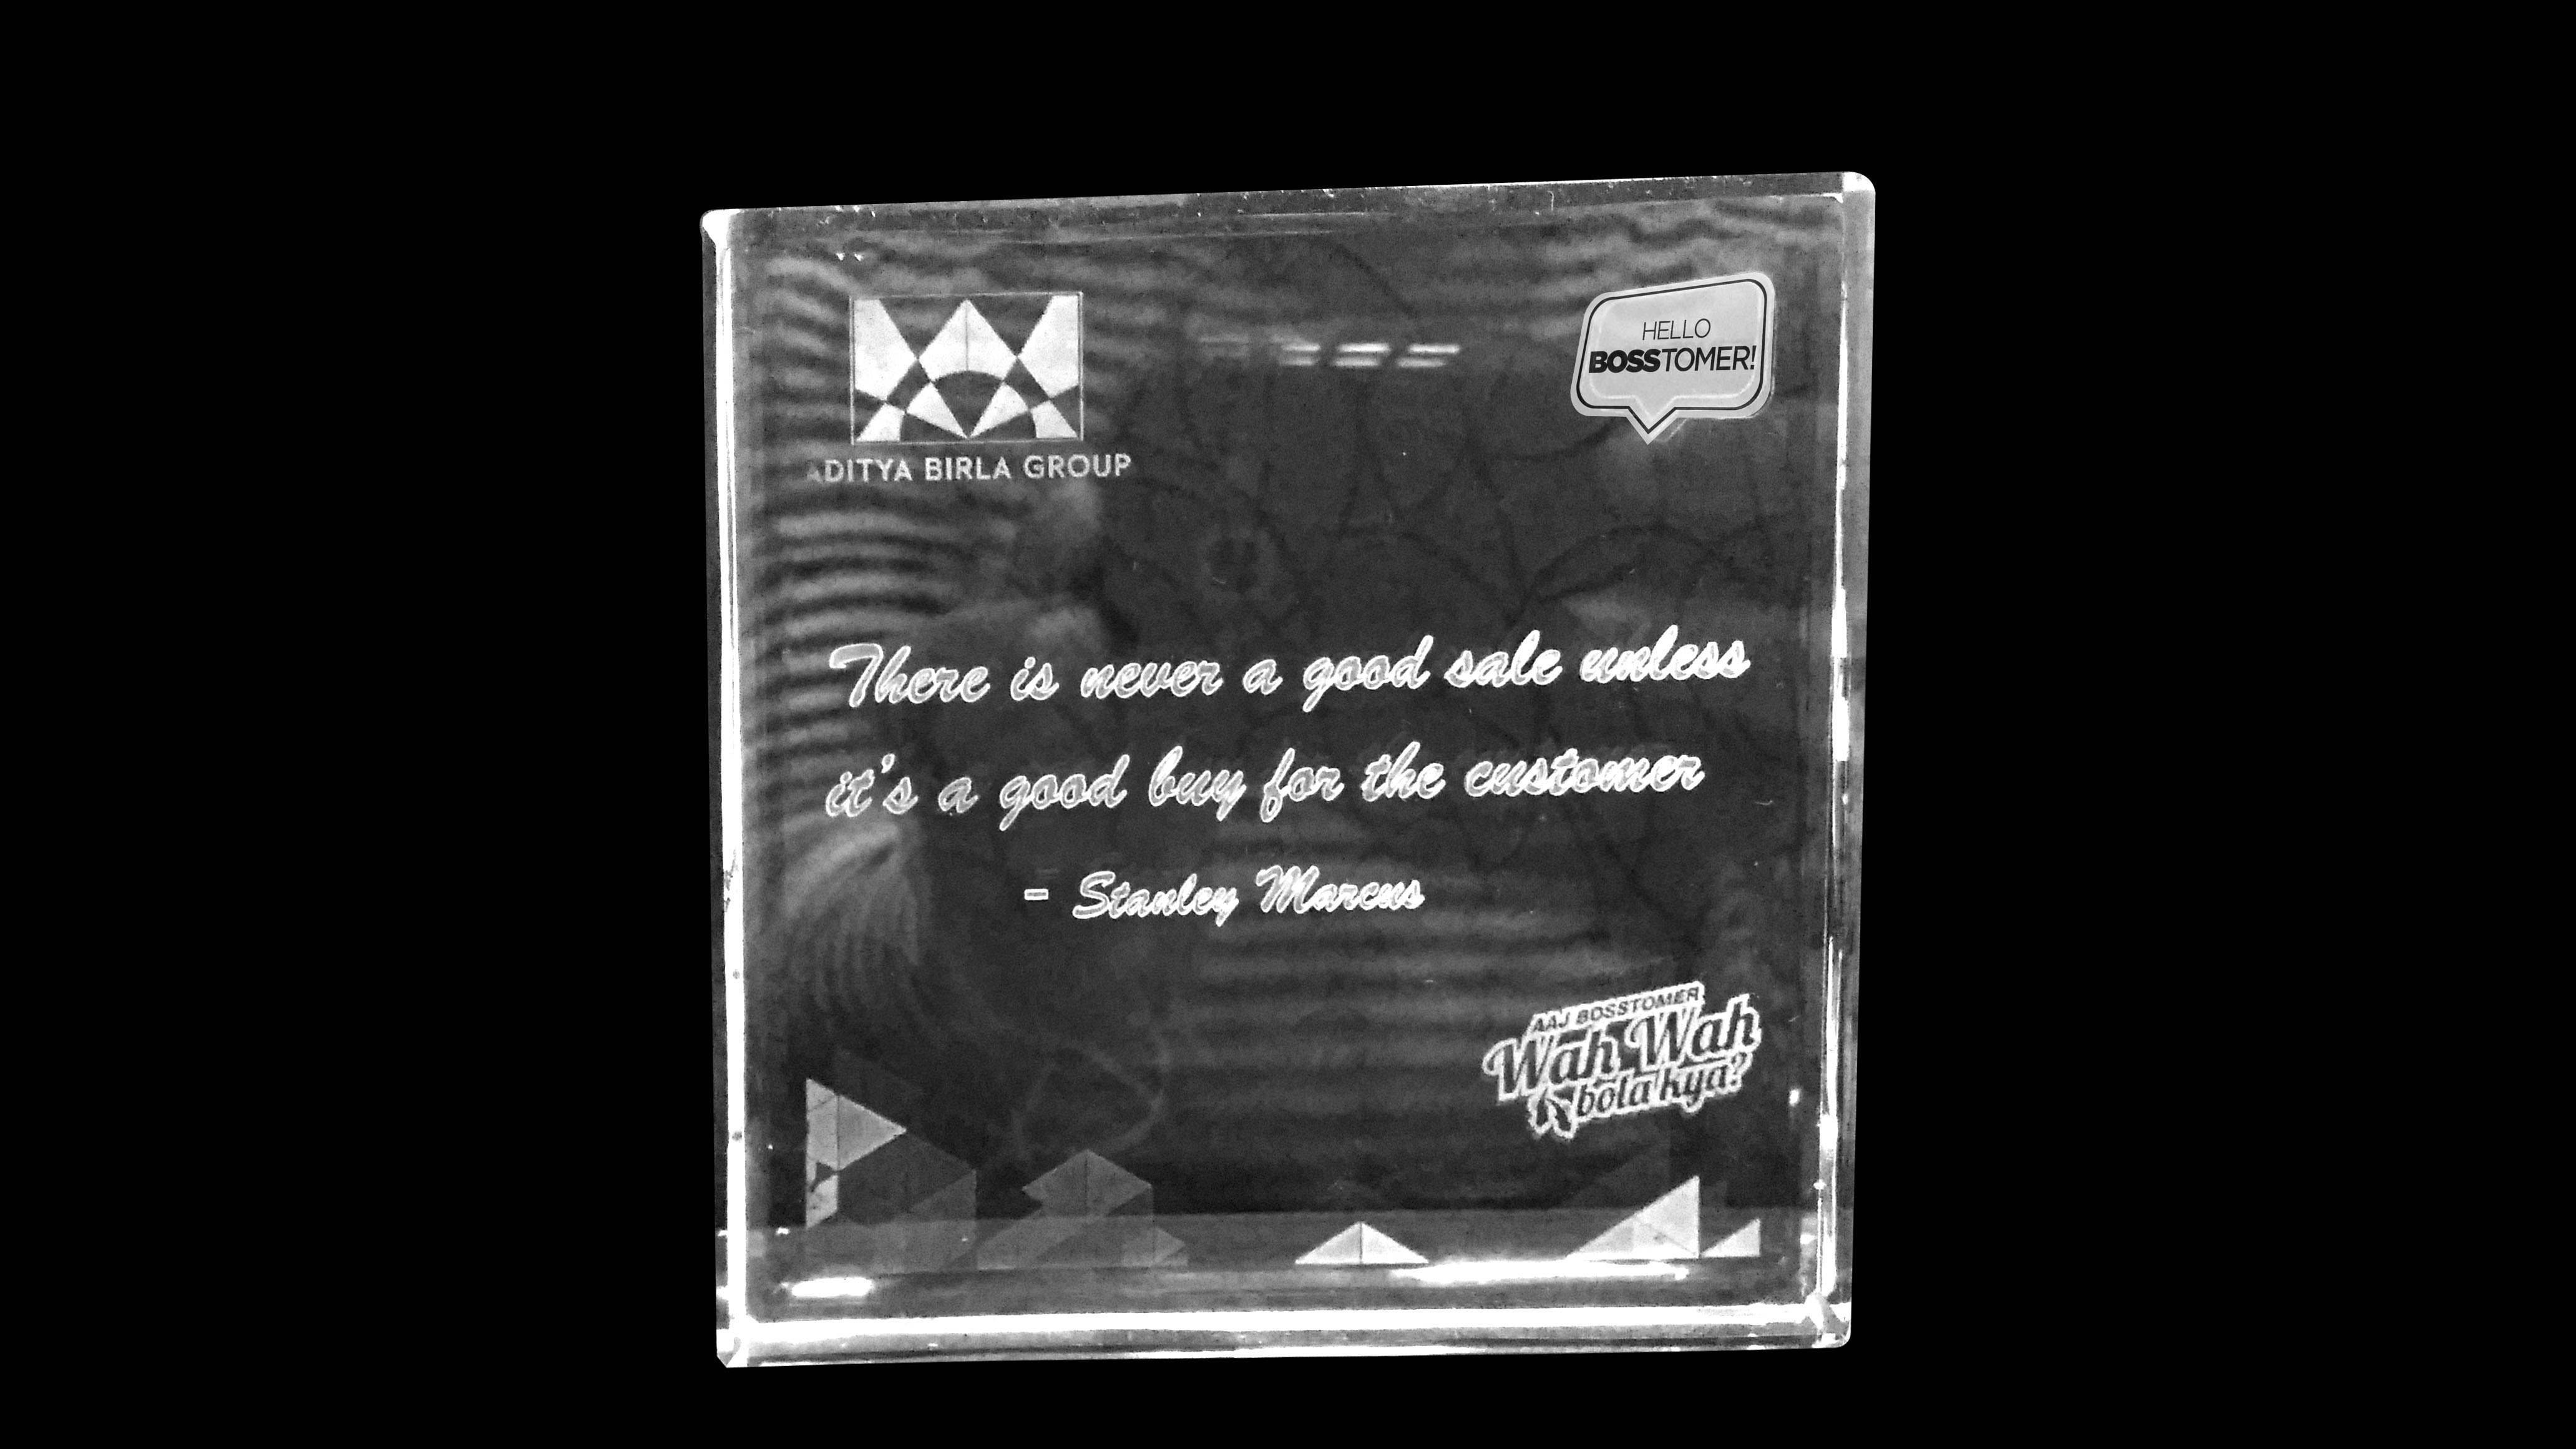 ADITYA BIRLA GROUP
HELLO
BOSSTOMER!
There is never a good sale unless
it's a good buy for the customer
- Stanley Marcus
AAJ BOSSTOMER
Wah Wah
bola kya?